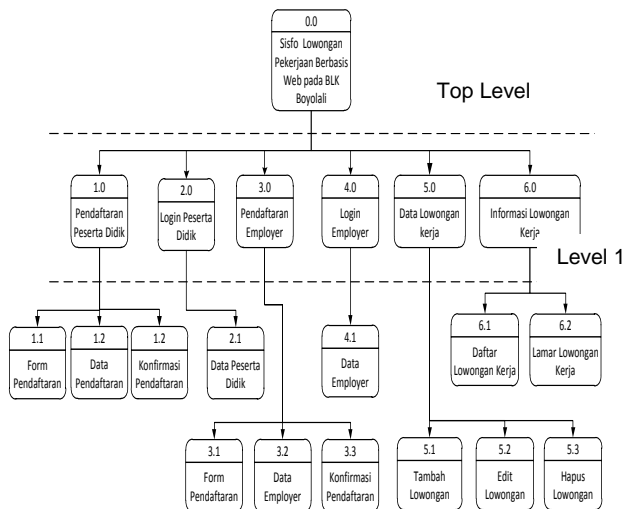 0.0
Sisfo Lowongan
Pekerjaan Berbasis
Web pada BLK
Boyolali
Top Level
1.0
Pendaftaran
Peserta Didik
2.0
Login Peserta
Didik
3.0
Pendaftaran
Employer
4.0
Login
Employer
5.0
Data Lowongan
kerja
6.0
Informasi Lowongan
Kerja
Level 1
1.1
Form
Pendaftaran
1.2
Data
Pendaftaran
1.2
Konfirmasi
Pendaftaran
2.1
Data Peserta
Didik
4.1
Data
Employer
6.1
Daftar
Lowongan Kerja
6.2
Lamar Lowongan
Kerja
3.1
Form
Pendaftaran
3.2
Data
Employer
3.3
Konfirmasi
Pendaftaran
5.1
Tambah
Lowongan
5.2
Edit
Lowongan
5.3
Hapus
Lowongan